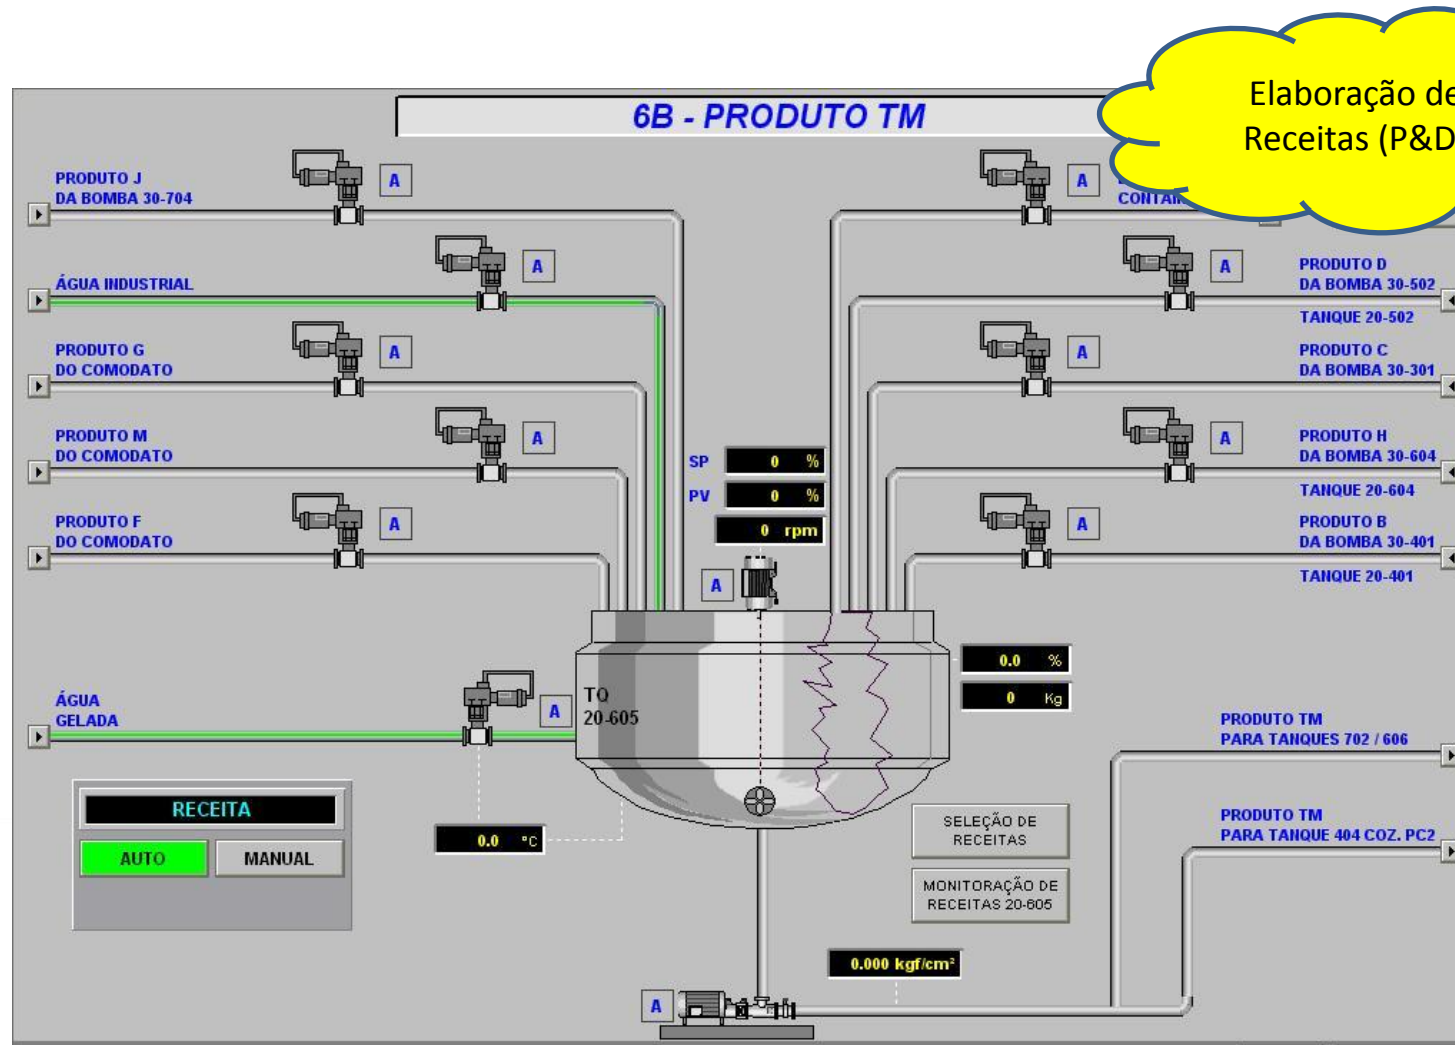 Elaboração de
Receitas (P&D
6B - PRODUTO TM
PRODUTO J
DA BOMBA 30-704
A
A
ÁGUA INDUSTRIAL
A
A
PRODUTO D
DA BOMBA 30-502
TANQUE 20-502
PRODUTO G
DO COMODATO
A
A
PRODUTO C
DA BOMBA 30-301
PRODUTO M
DO COMODATO
A
A
PRODUTO H
DA BOMBA 30-604
TANQUE 20-604
SP 0 %
PV 0 %
0 rpm
PRODUTO F
DO COMODATO
A
A
PRODUTO B
DA BOMBA 30-401
TANQUE 20-401
A
0.0 %
0 Kg
ÁGUA
GELADA
A
TQ
20-605
PRODUTO TM
PARA TANQUES 702 / 606
RECEITA
AUTO MANUAL
0.0 °C
SELEÇÃO DE
RECEITAS
PRODUTO TM
PARA TANQUE 404 COZ. PC2
MONITORAÇÃO DE
RECEITAS 20-605
0.000 kgf/cm²
A